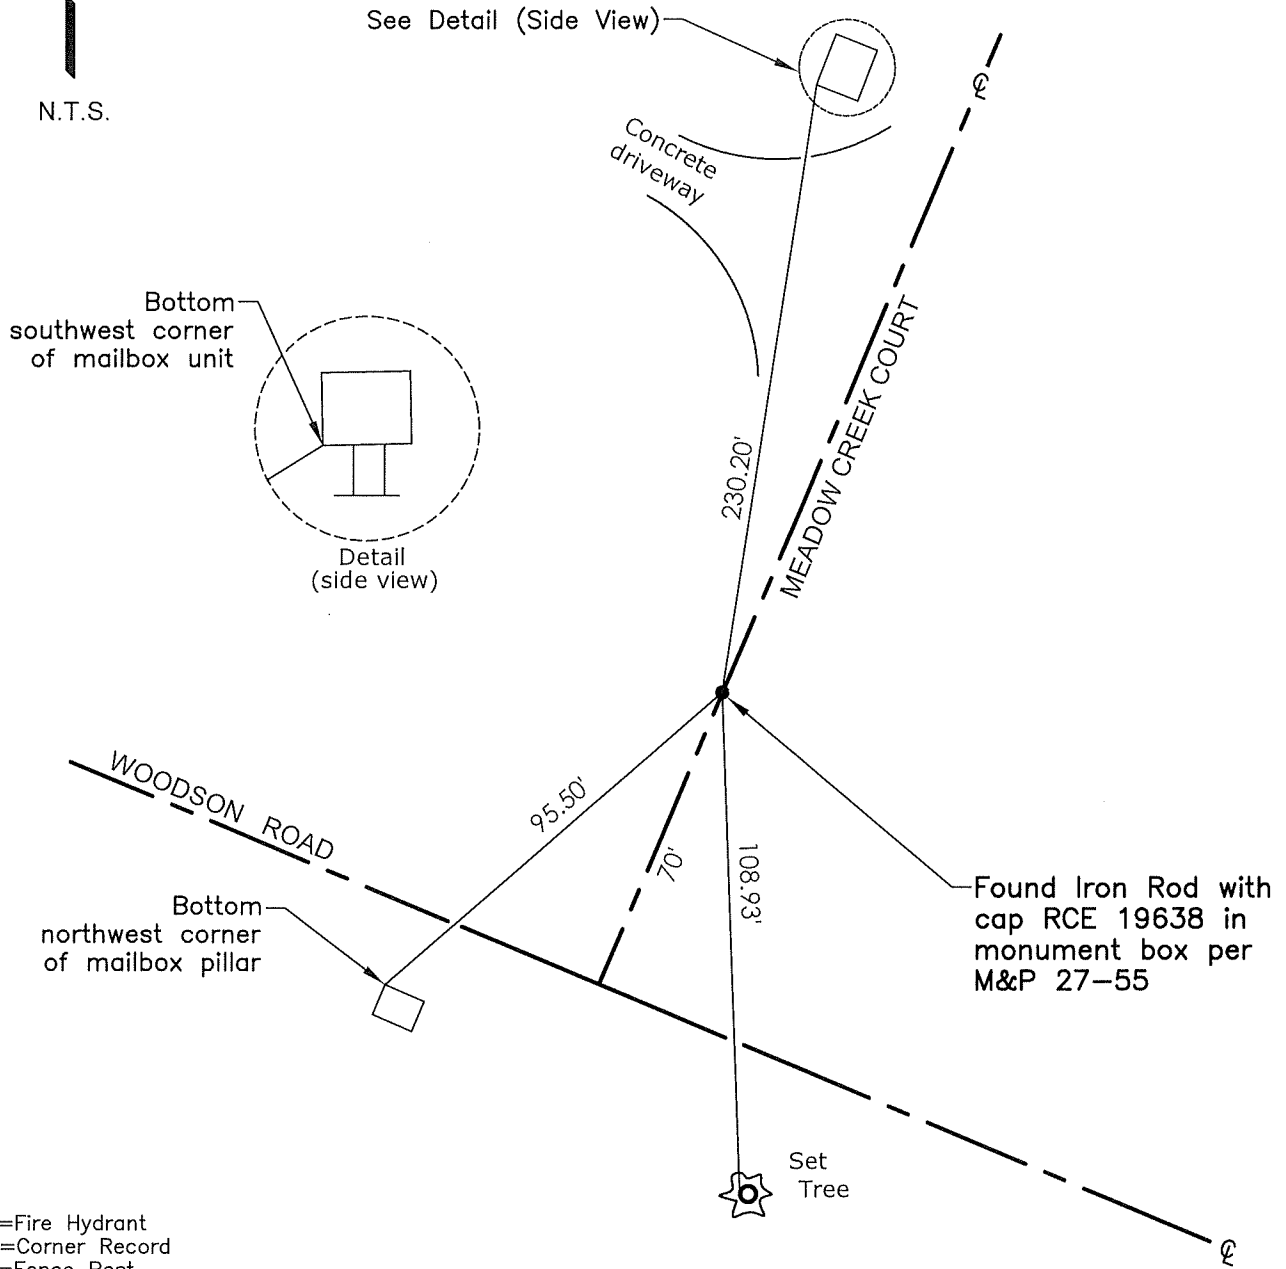 See Detail (Side View)
N.T.S.
℄
Concrete
driveway
Bottom
southwest corner
of mailbox unit
MEADOW CREEK COURT
230.20'
Detail
(side view)
WOODSON ROAD
95.50'
70'
108.93'
Found Iron Rod with
cap RCE 19638 in
monument box per
M&P 27-55
Bottom
northwest corner
of mailbox pillar
Set
Tree
=Fire Hydrant
=Corner Record
℄